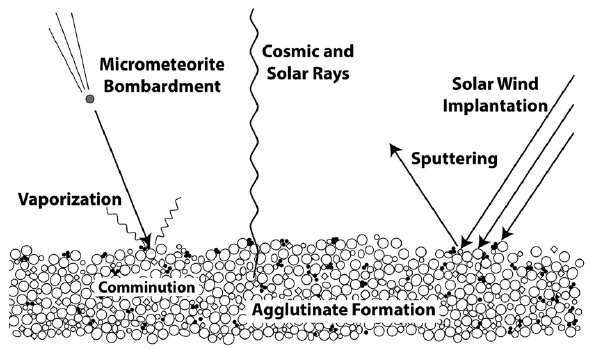 Micrometeorite
Bombardment
Cosmic and
Solar Rays
Solar Wind
Implantation
Sputtering
Vaporization
Comminution
Agglutinate Formation